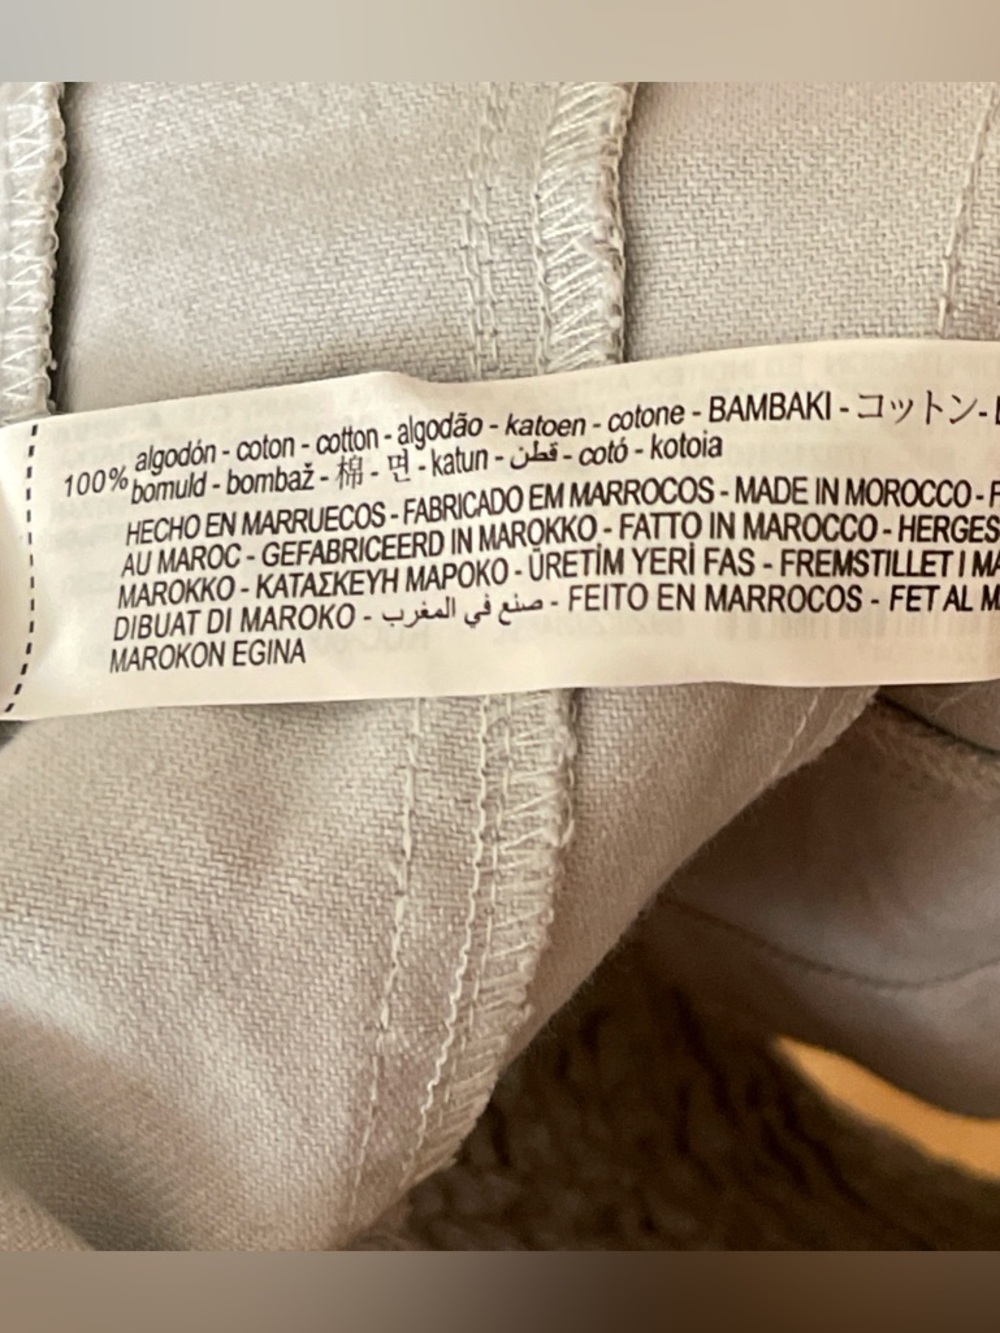 100% algodón - coton - cotton - algodão - katoen - cotone - BAMBAKI - コットン-
bomuld - bombaž - 棉 - 면 - katun - قطن - cotó - kotoia
HECHO EN MARRUECOS - FABRICADO EM MARROCOS - MADE IN MOROCCO - F
AU MAROC - GEFABRICEERD IN MAROKKO - FATTO IN MAROCCO - HERGES
MAROKKO - ΚΑΤΑΣΚΕΥΗ ΜΑΡΟΚΟ - ÜRETİM YERİ FAS - FREMSTILLET I MA
DIBUAT DI MAROKO - صنع في المغرب - FEITO EN MARROCOS - FET AL M
MAROKON EGINA